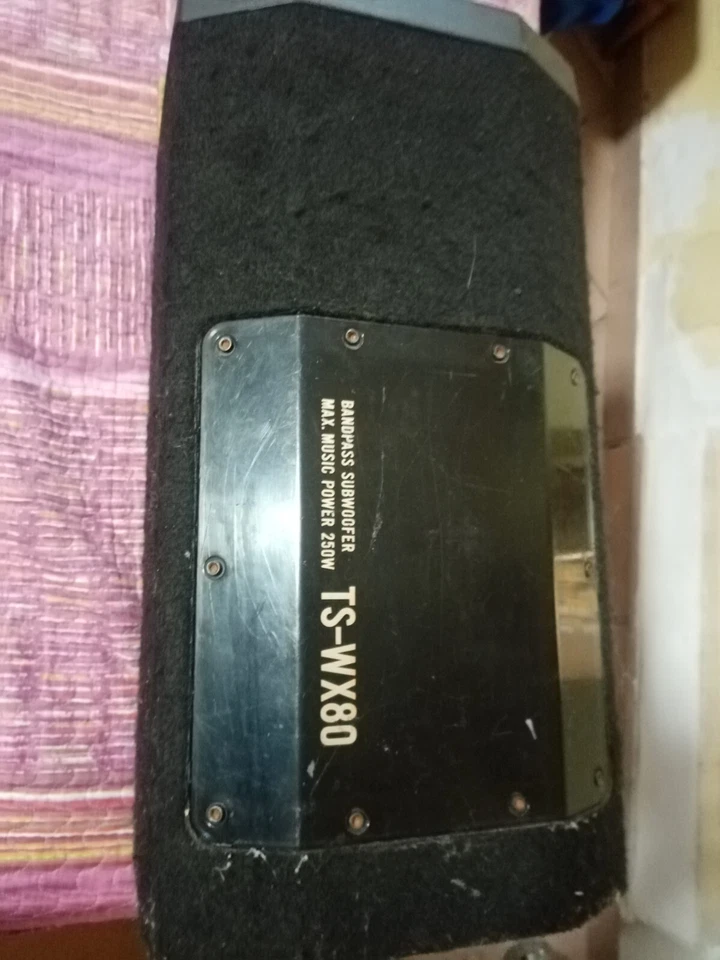 BANDPASS SUBWOOFER
MAX. MUSIC POWER 250W
TS-WX80